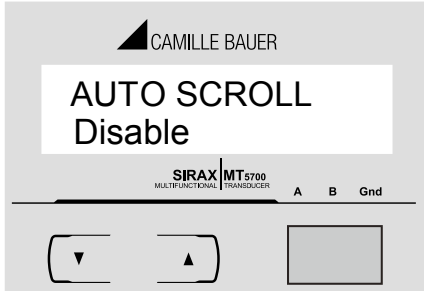 CAMILLE BAUER
AUTO SCROLL
Disable
SIRAX MT5700
MULTIFUNCTIONAL TRANSDUCER
A B Gnd